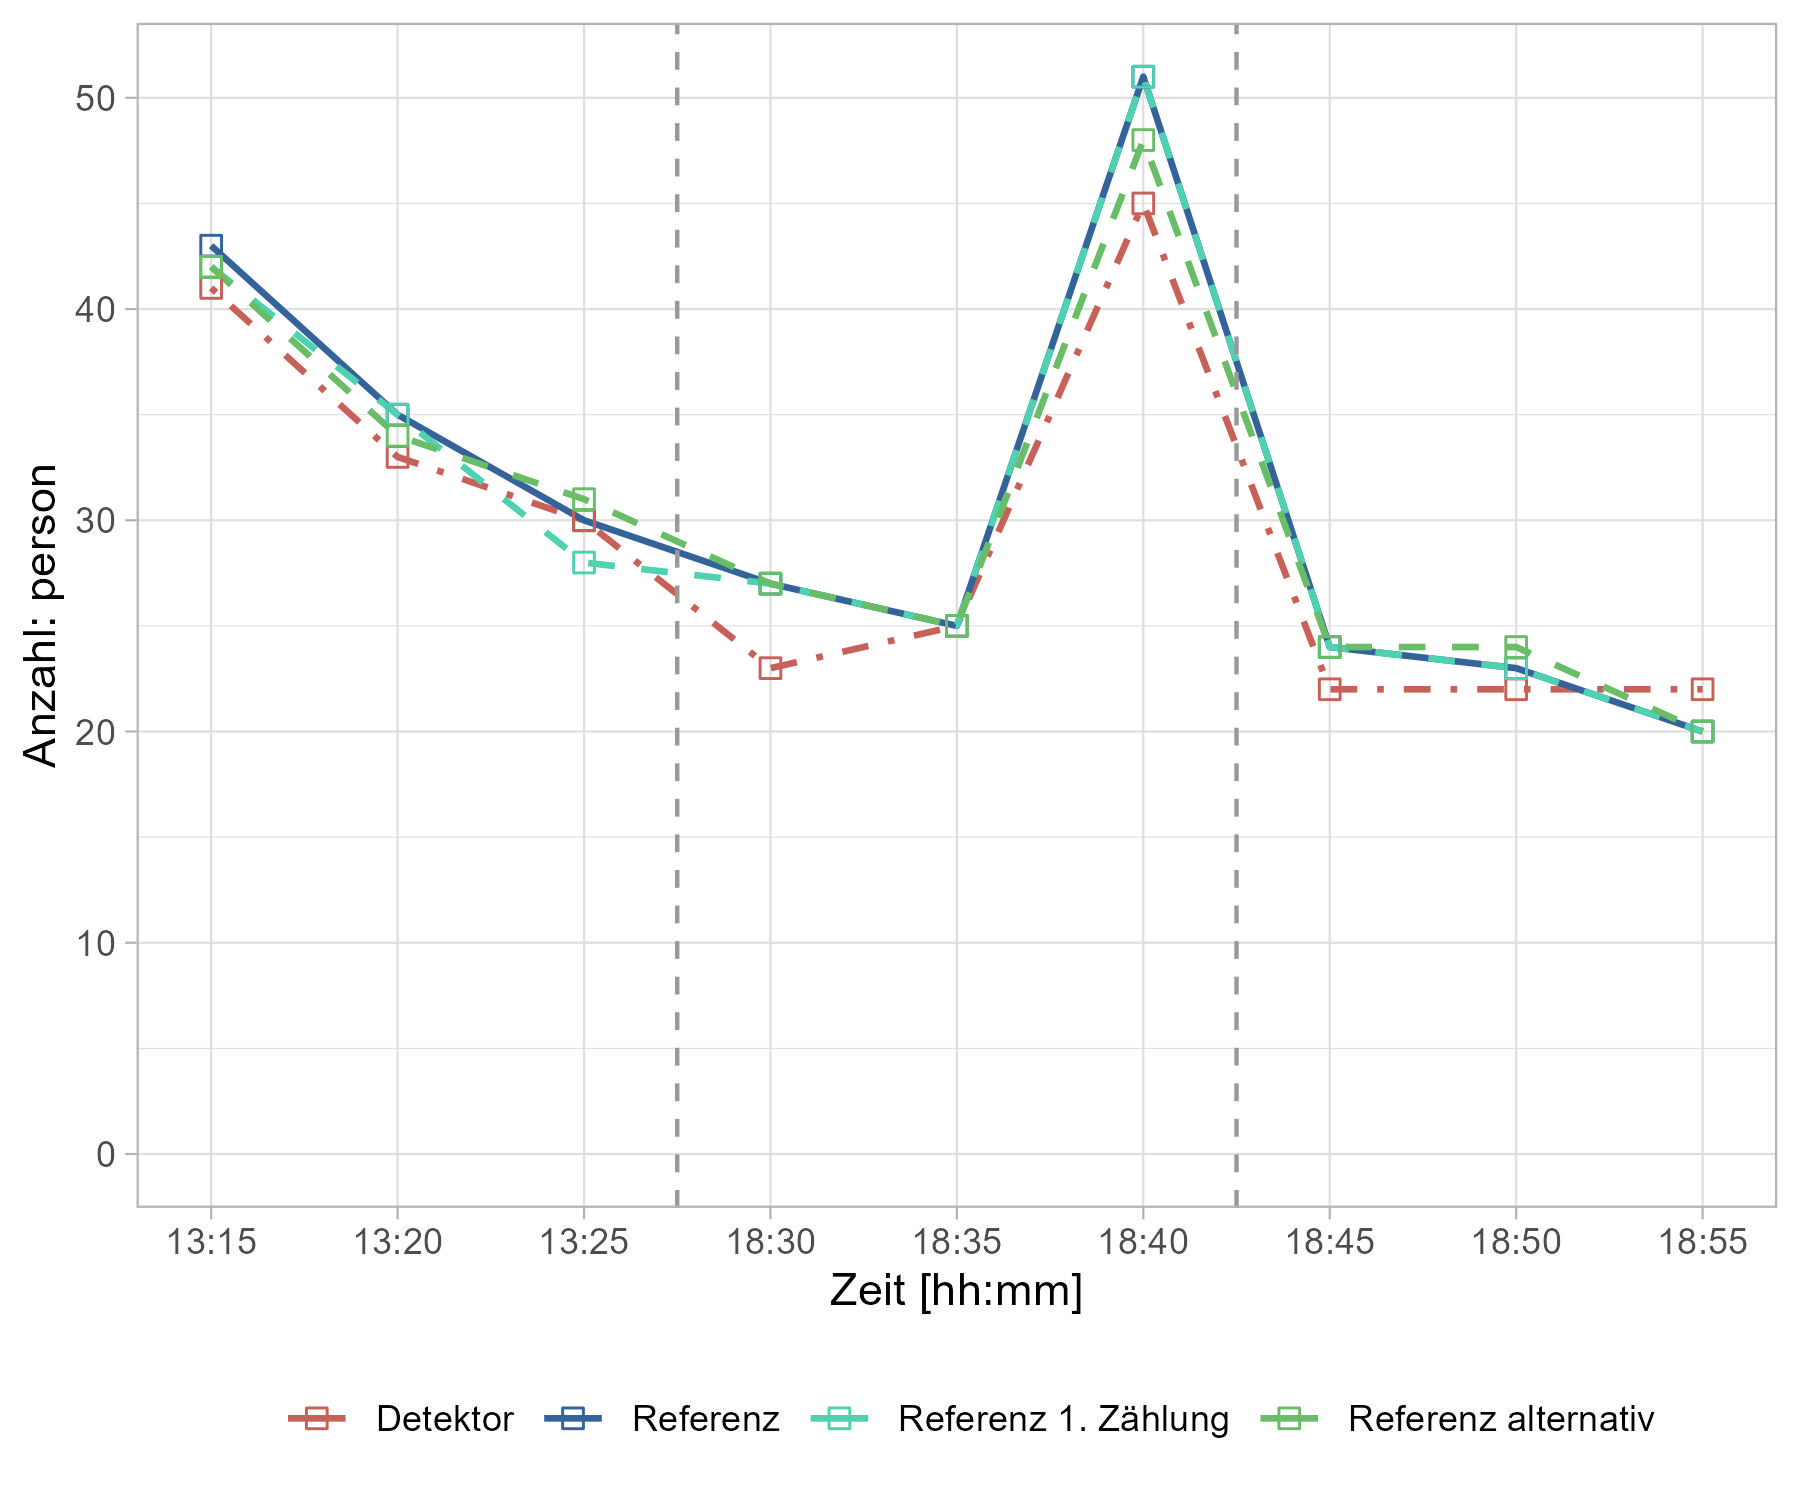 Anzahl: person
50
40
30
20
10
0
13:15 13:20 13:25 18:30 18:35 18:40 18:45 18:50 18:55
Zeit [hh:mm]
Detektor Referenz Referenz 1. Zählung Referenz alternativ